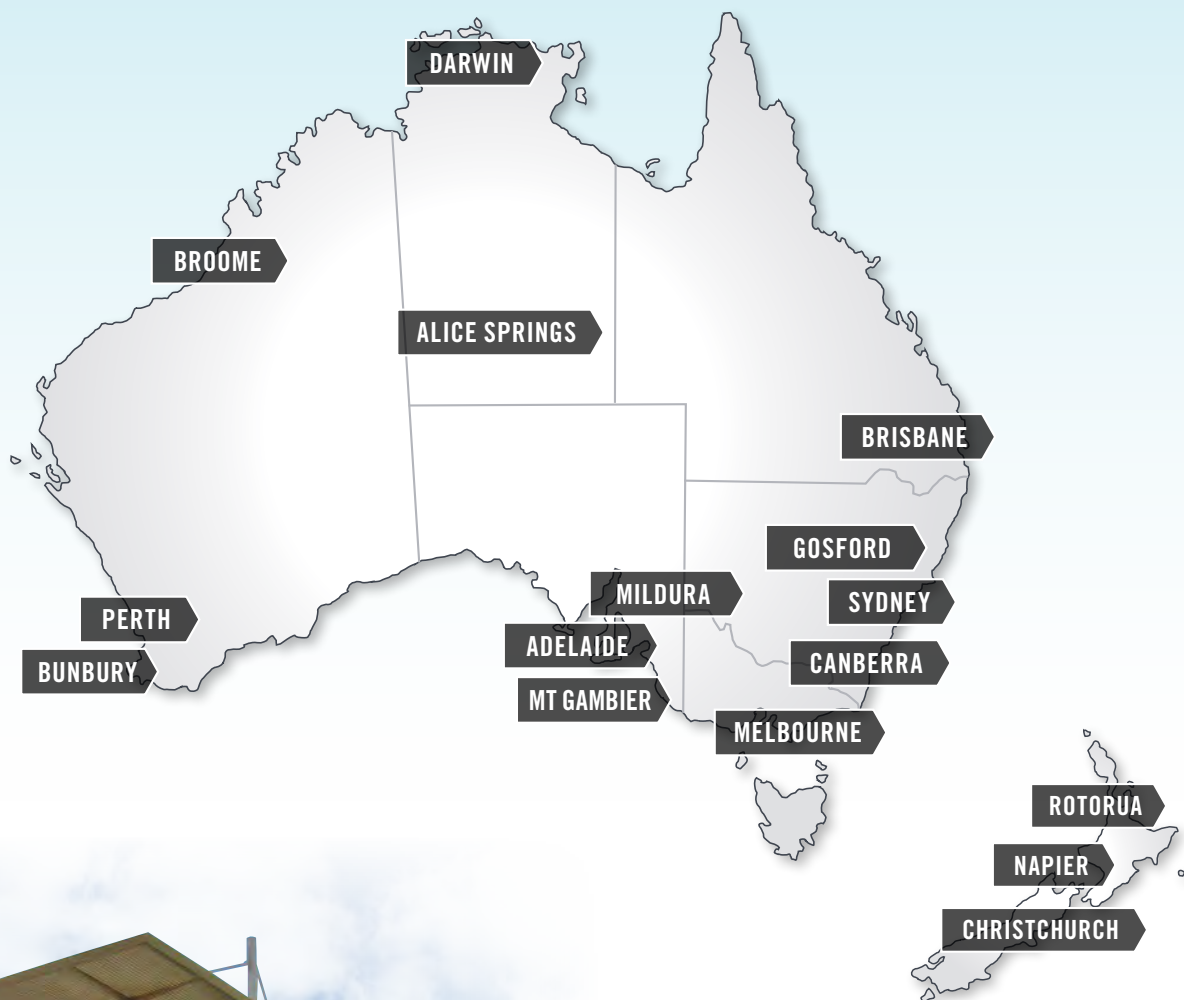 DARWIN
BROOME
ALICE SPRINGS
BRISBANE
GOSFORD
MILDURA
SYDNEY
PERTH
ADELAIDE
CANBERRA
BUNBURY
MT GAMBIER
MELBOURNE
ROTORUA
NAPIER
CHRISTCHURCH